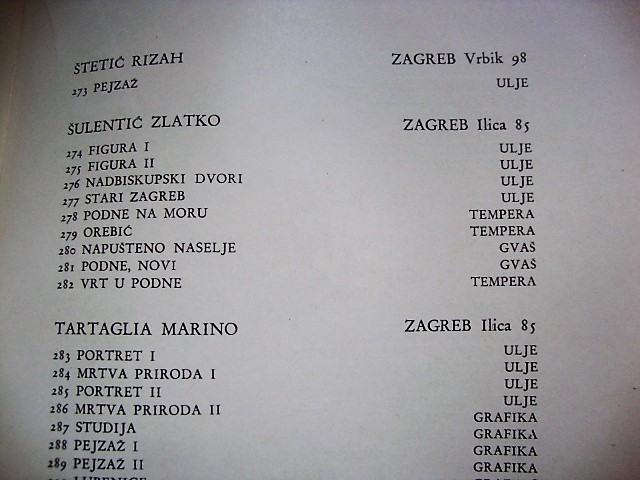 ŠTETIĆ RIZAH ZAGREB Vrbik 98
273 PEJZAŽ ULJE
ŠULENTIĆ ZLATKO ZAGREB Ilica 85
274 FIGURA I ULJE
275 FIGURA II ULJE
276 NADBISKUPSKI DVORI ULJE
277 STARI ZAGREB ULJE
278 PODNE NA MORU TEMPERA
279 OREBIĆ TEMPERA
280 NAPUŠTENO NASELJE GVAŠ
281 PODNE, NOVI GVAŠ
282 VRT U PODNE TEMPERA
TARTAGLIA MARINO ZAGREB Ilica 85
283 PORTRET I ULJE
284 MRTVA PRIRODA I ULJE
285 PORTRET II ULJE
286 MRTVA PRIRODA II ULJE
287 STUDIJA GRAFIKA
288 PEJZAŽ I GRAFIKA
289 PEJZAŽ II GRAFIKA
GRAFIKA